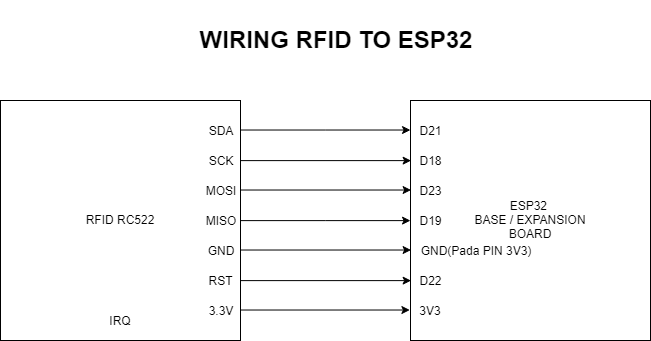 WIRING RFID TO ESP32
SDA D21
SCK D18
MOSI D23
RFID RC522 MISO D19
ESP32
BASE / EXPANSION
BOARD
GND GND(Pada PIN 3V3)
RST D22
3.3V 3V3
IRQ